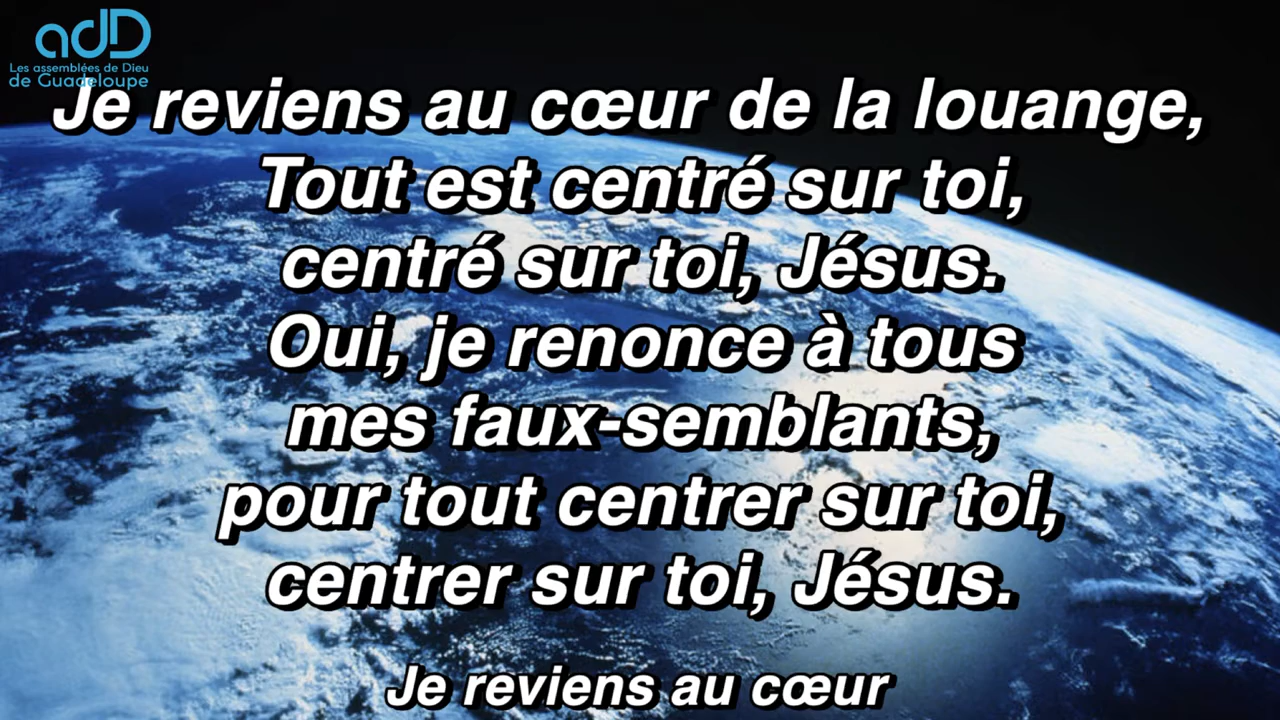 adD
Les assemblées de Dieu
de Guadeloupe
Je reviens au cœur de la louange,
Tout est centré sur toi,
centré sur toi, Jésus.
Oui, je renonce à tous
mes faux-semblants,
pour tout centrer sur toi,
centrer sur toi, Jésus.
Je reviens au cœur